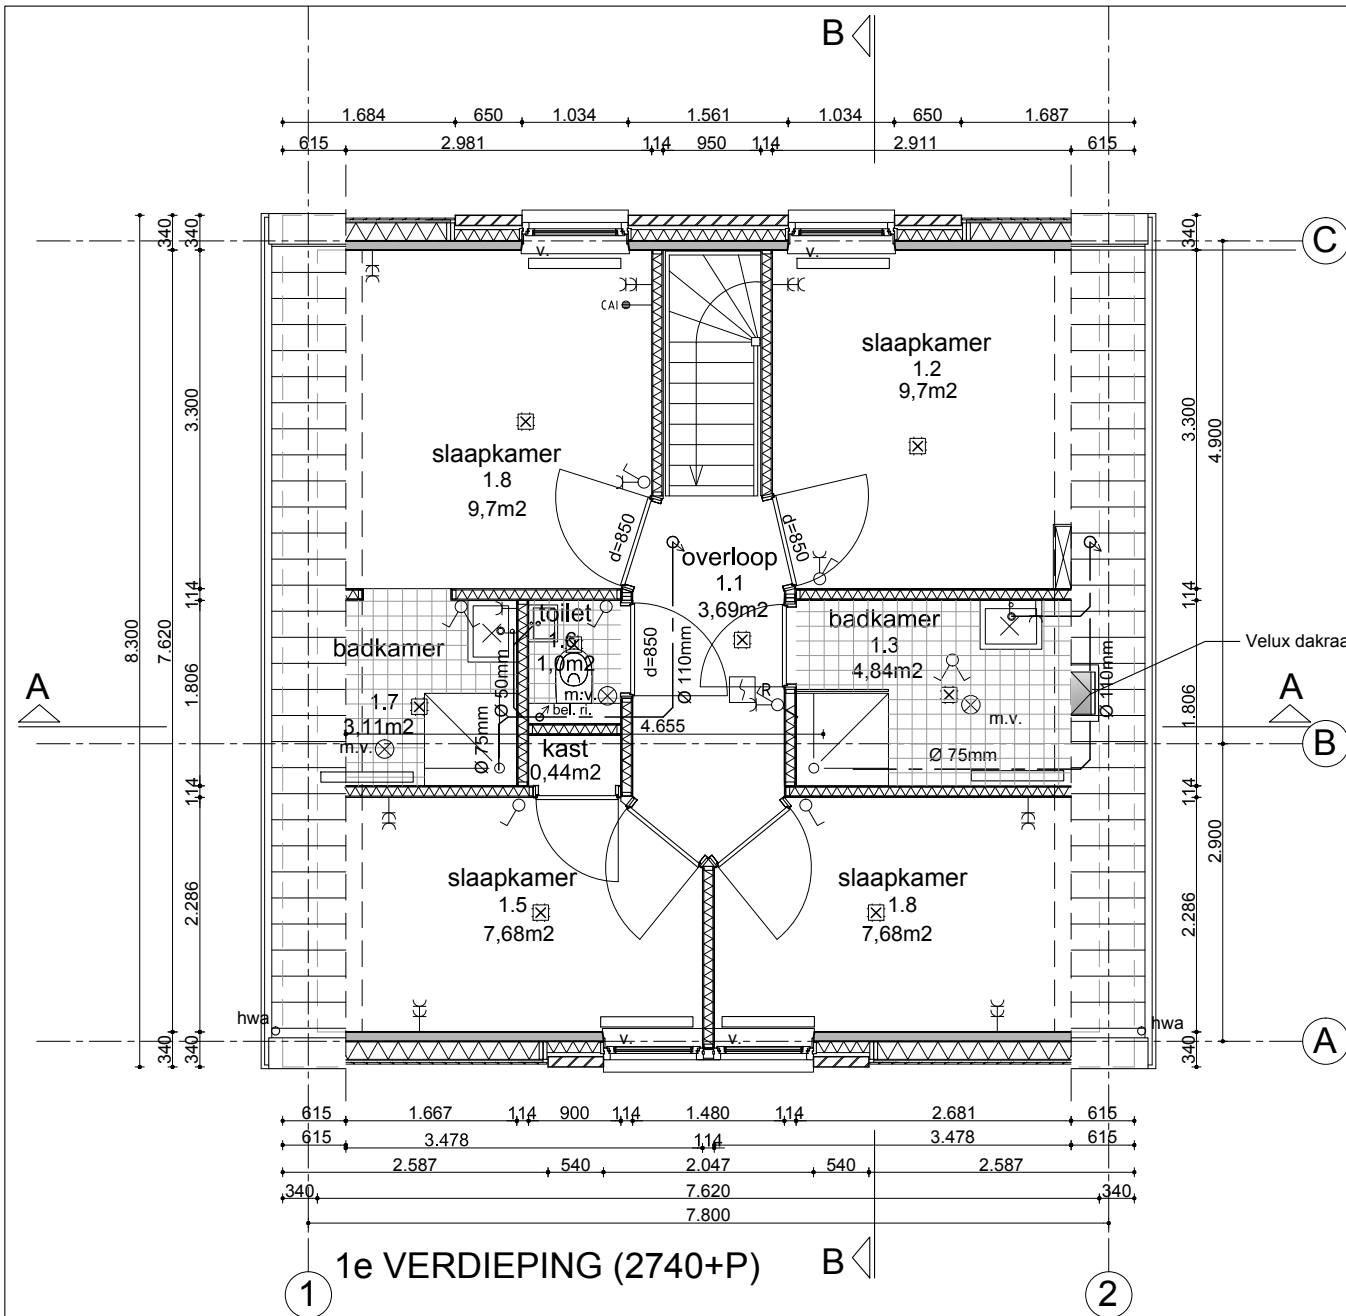 B
1.684 650 1.034 1.561 1.034 650 1.687
615 2.981 114 950 114 2.911 615
340 340 340
C
v. v.
CAI
slaapkamer
1.2
9,7m2
slaapkamer
1.8
9,7m2
3.300 3.300 4.900
d=850 d=850
overloop
1.1
3,69m2
114 114
8.300 7.620
toilet
1,0m2
m.v.
bel. ri.
d=850
Ø 110mm
R
badkamer
1.3
4,84m2
m.v.
Ø 75mm
Ø 110mm
Velux dakraa
badkamer
1.7
3,11m2
m.v.
Ø 50mm
Ø 75mm
4.655
A A
B
1.806 1.806
kast
0,44m2
114 114
slaapkamer
1.5
7,68m2
slaapkamer
1.8
7,68m2
2.286 2.286 2.900
hwa hwa
v. v.
340 340 340
A
615 1.667 114 900 114 1.480 114 2.681 615
615 3.478 114 3.478 615
2.587 540 2.047 540 2.587
340 7.620 340
7.800
1e VERDIEPING (2740+P)
B
1 2